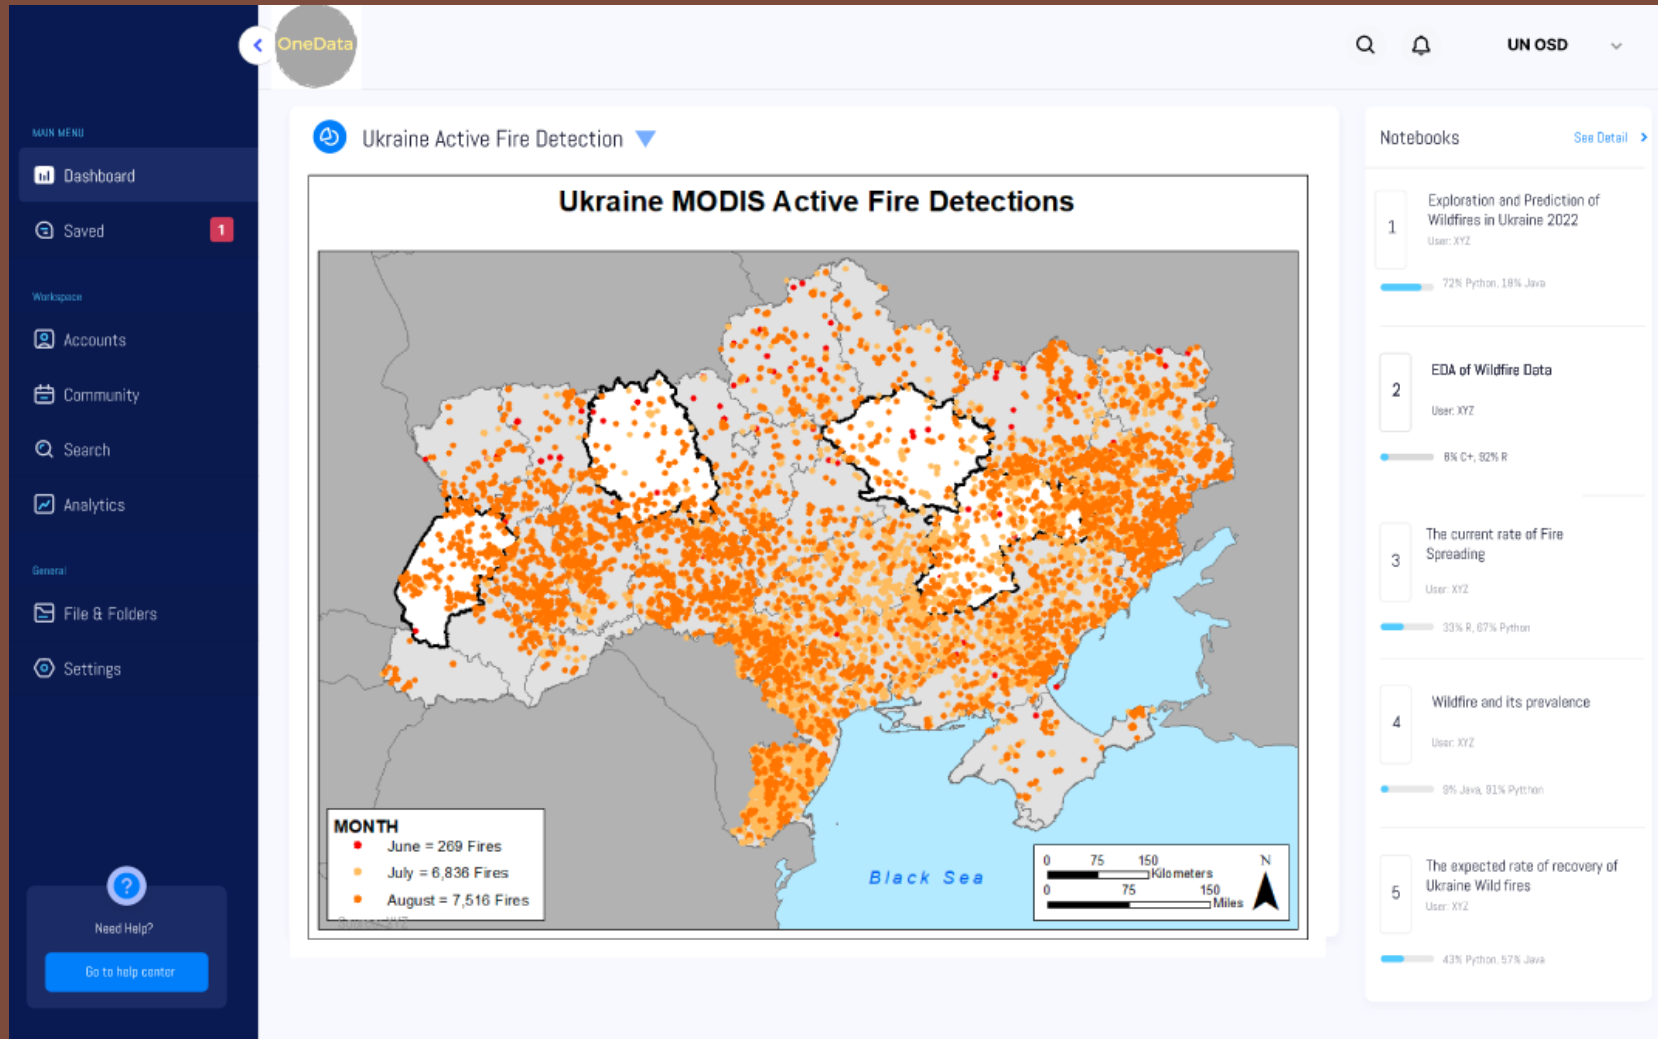 OneData
UN OSD
MAIN MENU
Dashboard
Saved
1
Workspace
Accounts
Community
Search
Analytics
General
File & Folders
Settings
?
Need Help?
Go to help center
Ukraine Active Fire Detection
Ukraine MODIS Active Fire Detections
MONTH
June = 269 Fires
July = 6,836 Fires
August = 7,516 Fires
Black Sea
0 75 150
Kilometers
0 75 150
Miles
N
Notebooks
See Detail
1
Exploration and Prediction of
Wildfires in Ukraine 2022
User: XYZ
72% Python, 18% Java
2
EDA of Wildfire Data
User: XYZ
8% C+, 92% R
3
The current rate of Fire
Spreading
User: XYZ
33% R, 67% Python
4
Wildfire and its prevalence
User: XYZ
9% Java, 91% Pytthon
5
The expected rate of recovery of
Ukraine Wild fires
User: XYZ
43% Python, 57% Java